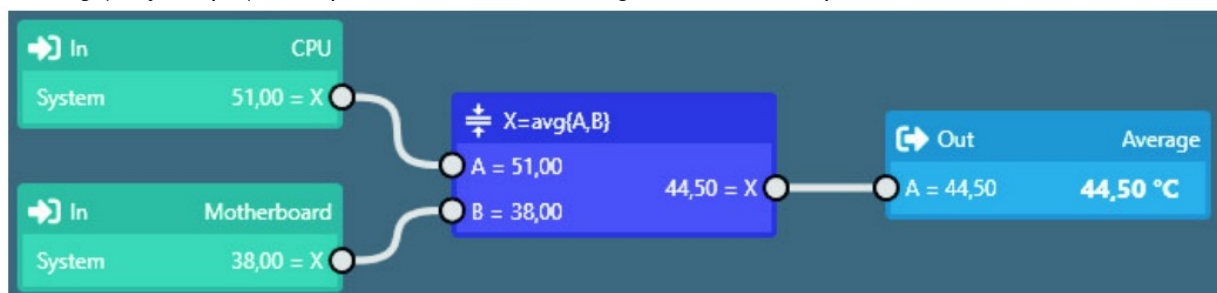 In CPU
System 51,00 = X
X=avg{A,B}
A = 51,00
B = 38,00
44,50 = X
Out Average
A = 44,50 44,50 °C
In Motherboard
System 38,00 = X